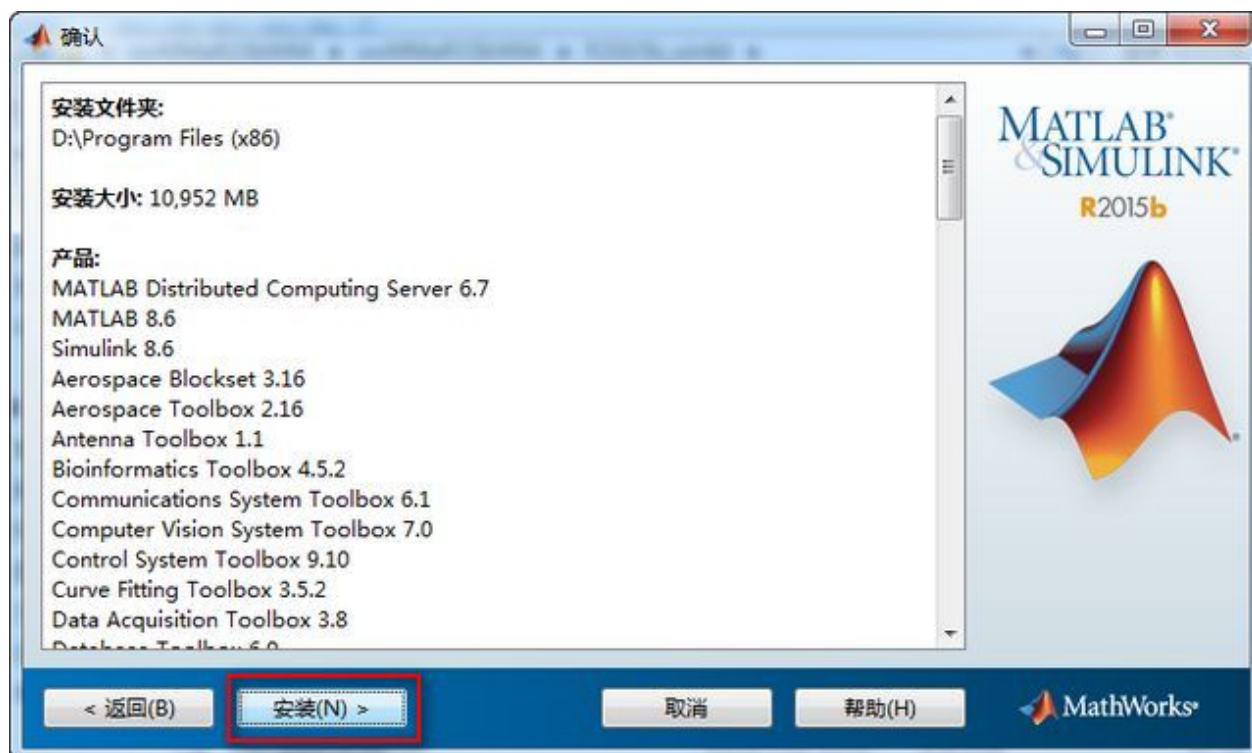 确认
安装文件夹:
D:\Program Files (x86)
安装大小: 10,952 MB
产品:
MATLAB Distributed Computing Server 6.7
MATLAB 8.6
Simulink 8.6
Aerospace Blockset 3.16
Aerospace Toolbox 2.16
Antenna Toolbox 1.1
Bioinformatics Toolbox 4.5.2
Communications System Toolbox 6.1
Computer Vision System Toolbox 7.0
Control System Toolbox 9.10
Curve Fitting Toolbox 3.5.2
Data Acquisition Toolbox 3.8
Database Toolbox
MATLAB®
&SIMULINK®
R2015b
< 返回(B)
安装(N) >
取消
帮助(H)
MathWorks®